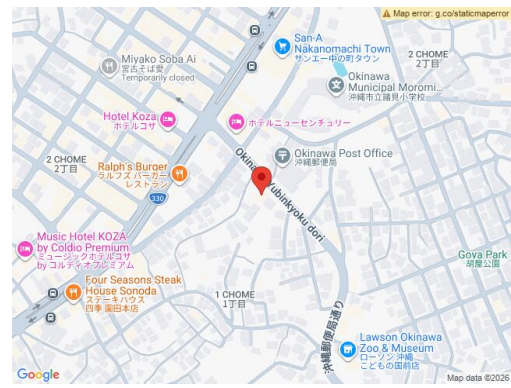 Map error: g.co/staticmaperror
San-A
Nakanomachi Town
サンエー中の町タウン
2 CHOME
2丁目
Miyako Soba Ai
宮古そば愛
Temporarily closed
Okinawa
Municipal Moromi...
沖縄市立諸見小学校
Hotel Koza
ホテルコザ
ホテルニューセンチュリー
Okinawa Post Office
沖縄郵便局
2 CHOME
2丁目
Ralph's Burger
ラルフズ バーガー
レストラン
Okinawa Yubinkyoku dori
330
Music Hotel KOZA
by Coldio Premium
ミュージックホテルコザ
by コルディオプレミアム
Goya Park
胡屋公園
Four Seasons Steak
House Sonoda
ステーキハウス
四季 園田本店
1 CHOME
1丁目
沖縄郵便局通り
Lawson Okinawa
Zoo & Museum
ローソン 沖縄
こどもの国前店
Google
Map data ©2026